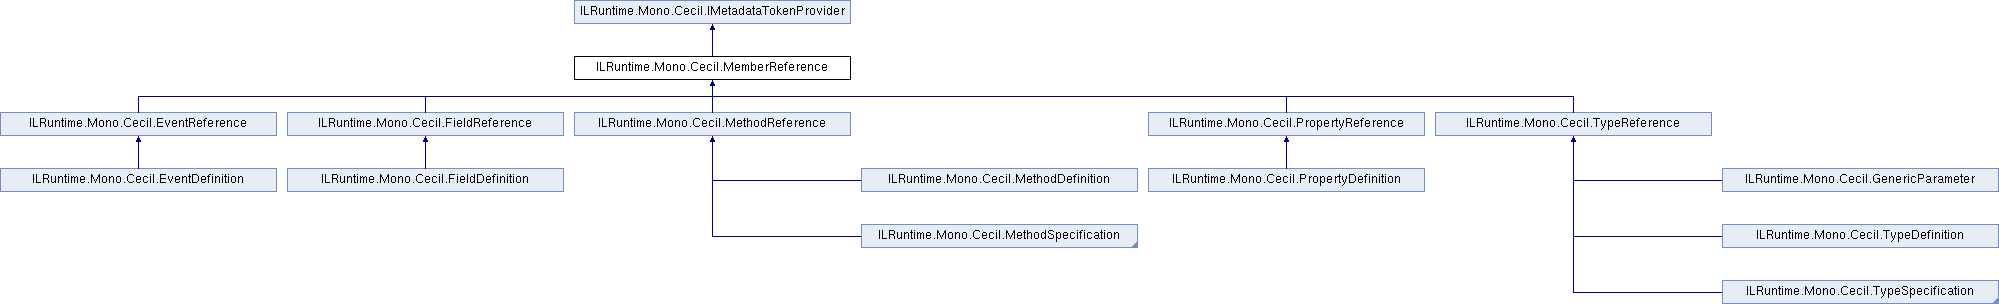 ILRuntime.Mono.Cecil.IMetadataTokenProvider
ILRuntime.Mono.Cecil.MemberReference
ILRuntime.Mono.Cecil.EventReference
ILRuntime.Mono.Cecil.FieldReference
ILRuntime.Mono.Cecil.MethodReference
ILRuntime.Mono.Cecil.PropertyReference
ILRuntime.Mono.Cecil.TypeReference
ILRuntime.Mono.Cecil.EventDefinition
ILRuntime.Mono.Cecil.FieldDefinition
ILRuntime.Mono.Cecil.MethodDefinition
ILRuntime.Mono.Cecil.PropertyDefinition
ILRuntime.Mono.Cecil.GenericParameter
ILRuntime.Mono.Cecil.MethodSpecification
ILRuntime.Mono.Cecil.TypeDefinition
ILRuntime.Mono.Cecil.TypeSpecification